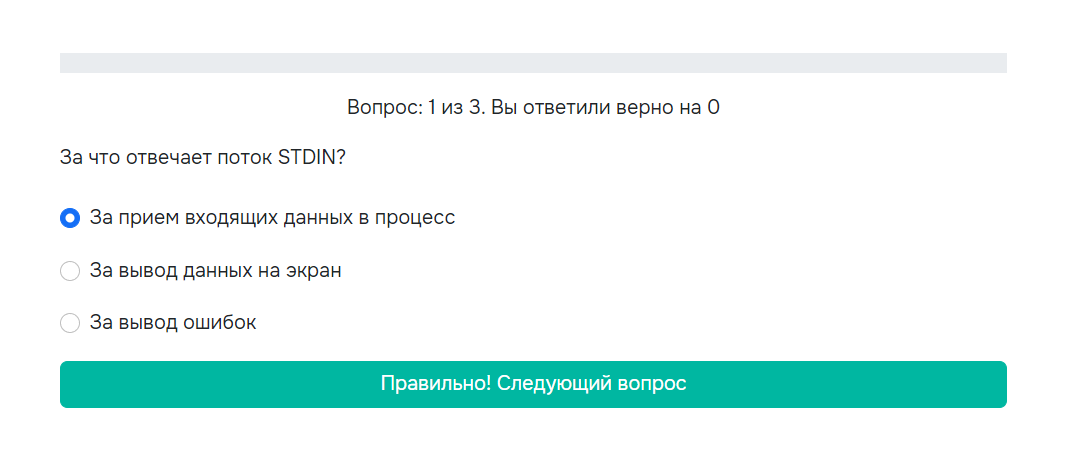 Вопрос: 1 из 3. Вы ответили верно на 0
За что отвечает поток STDIN?
За прием входящих данных в процесс
За вывод данных на экран
За вывод ошибок
Правильно! Следующий вопрос